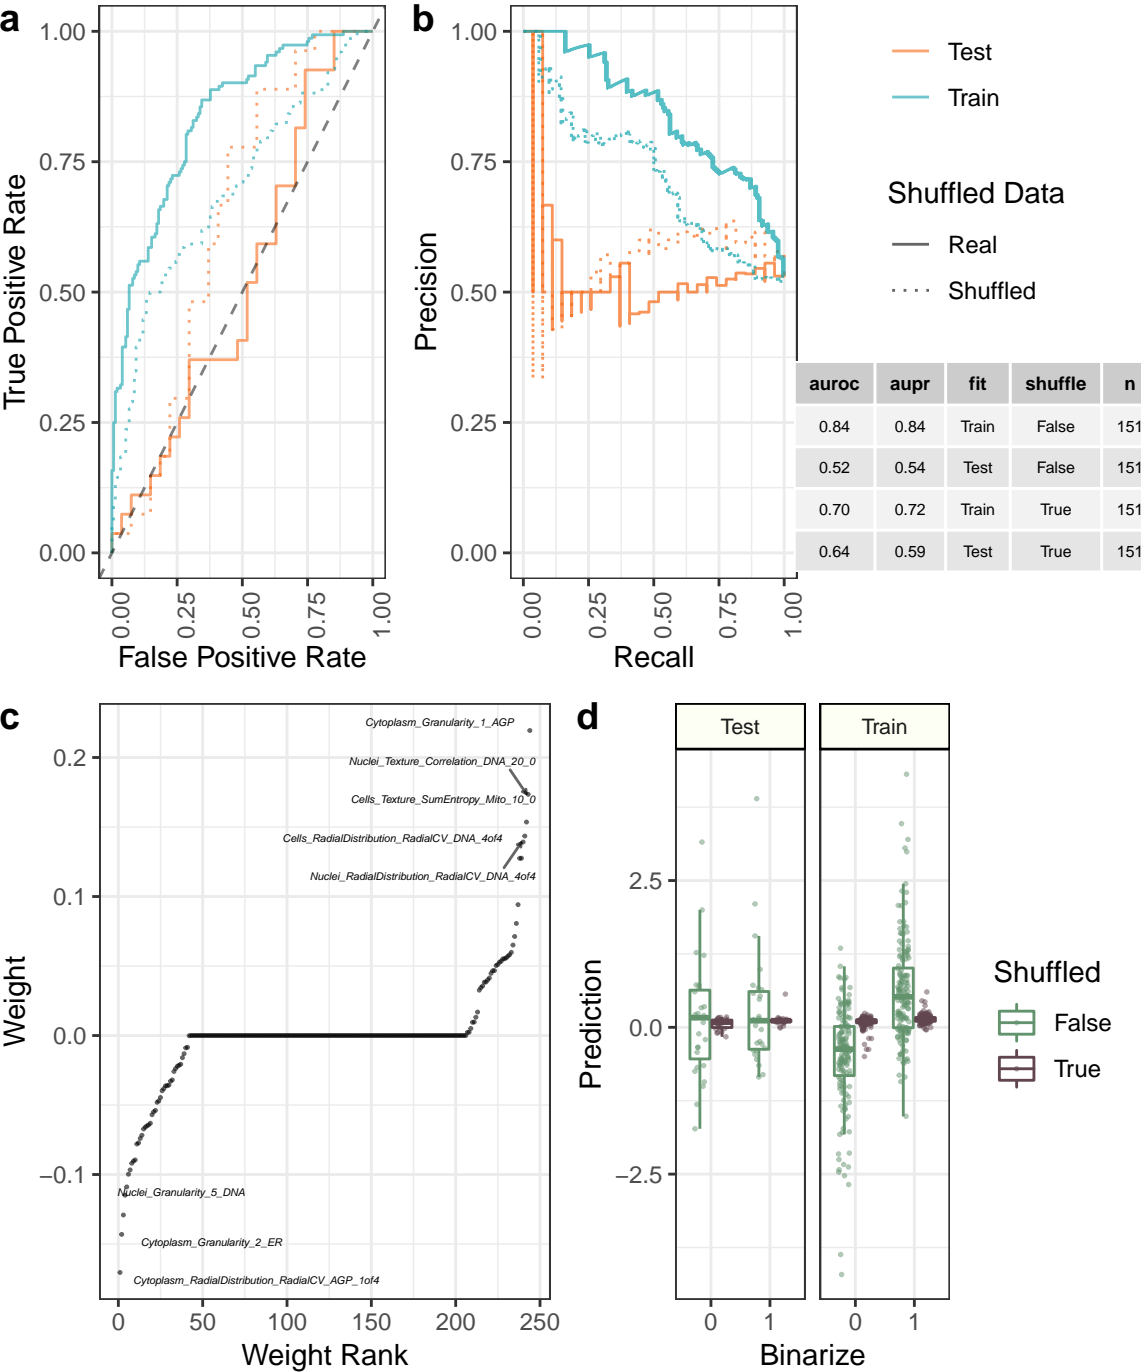 a
1.00
0.75
0.50
0.25
0.00
True Positive Rate
0.00
0.25
0.50
0.75
1.00
False Positive Rate
b
1.00
0.75
0.50
0.25
0.00
Precision
0.00
0.25
0.50
0.75
1.00
Recall
Test
Train
Shuffled Data
Real
Shuffled
auroc aupr fit shuffle n
0.84 0.84 Train False 151
0.52 0.54 Test False 151
0.70 0.72 Train True 151
0.64 0.59 Test True 151
c
0.2
0.1
0.0
−0.1
Weight
Cytoplasm_Granularity_1_AGP
Nuclei_Texture_Correlation_DNA_20_0
Cells_Texture_SumEntropy_Mito_10_0
Cells_RadialDistribution_RadialCV_DNA_4of4
Nuclei_RadialDistribution_RadialCV_DNA_4of4
Nuclei_Granularity_5_DNA
Cytoplasm_Granularity_2_ER
Cytoplasm_RadialDistribution_RadialCV_AGP_1of4
0 50 100 150 200 250
Weight Rank
d
Test Train
2.5
0.0
−2.5
Prediction
0 1 0 1
Binarize
Shuffled
False
True